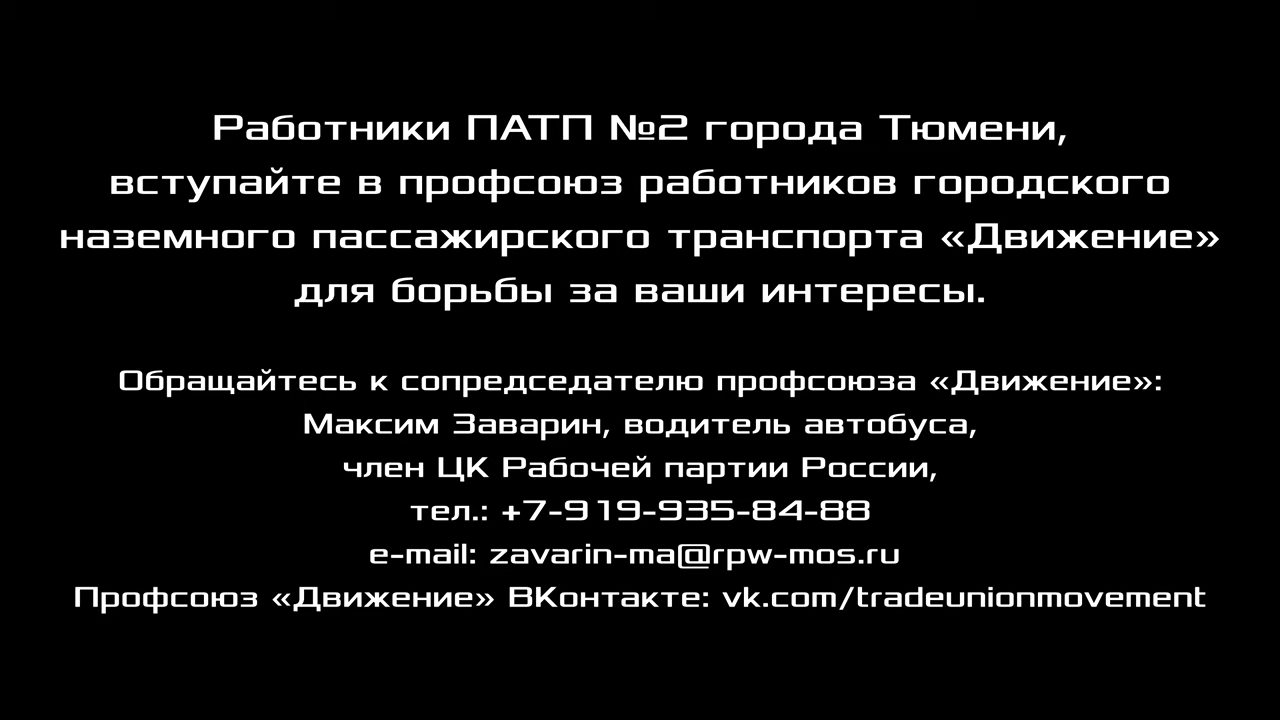 Работники ПАТП №2 города Тюмени,
вступайте в профсоюз работников городского
наземного пассажирского транспорта «Движение»
для борьбы за ваши интересы.
Обращайтесь к сопредседателю профсоюза «Движение»:
Максим Заварин, водитель автобуса,
член ЦК Рабочей партии России,
тел.: +7-919-935-84-88
e-mail: zavarin-ma@rpw-mos.ru
Профсоюз «Движение» ВКонтакте: vk.com/tradeunionmovement